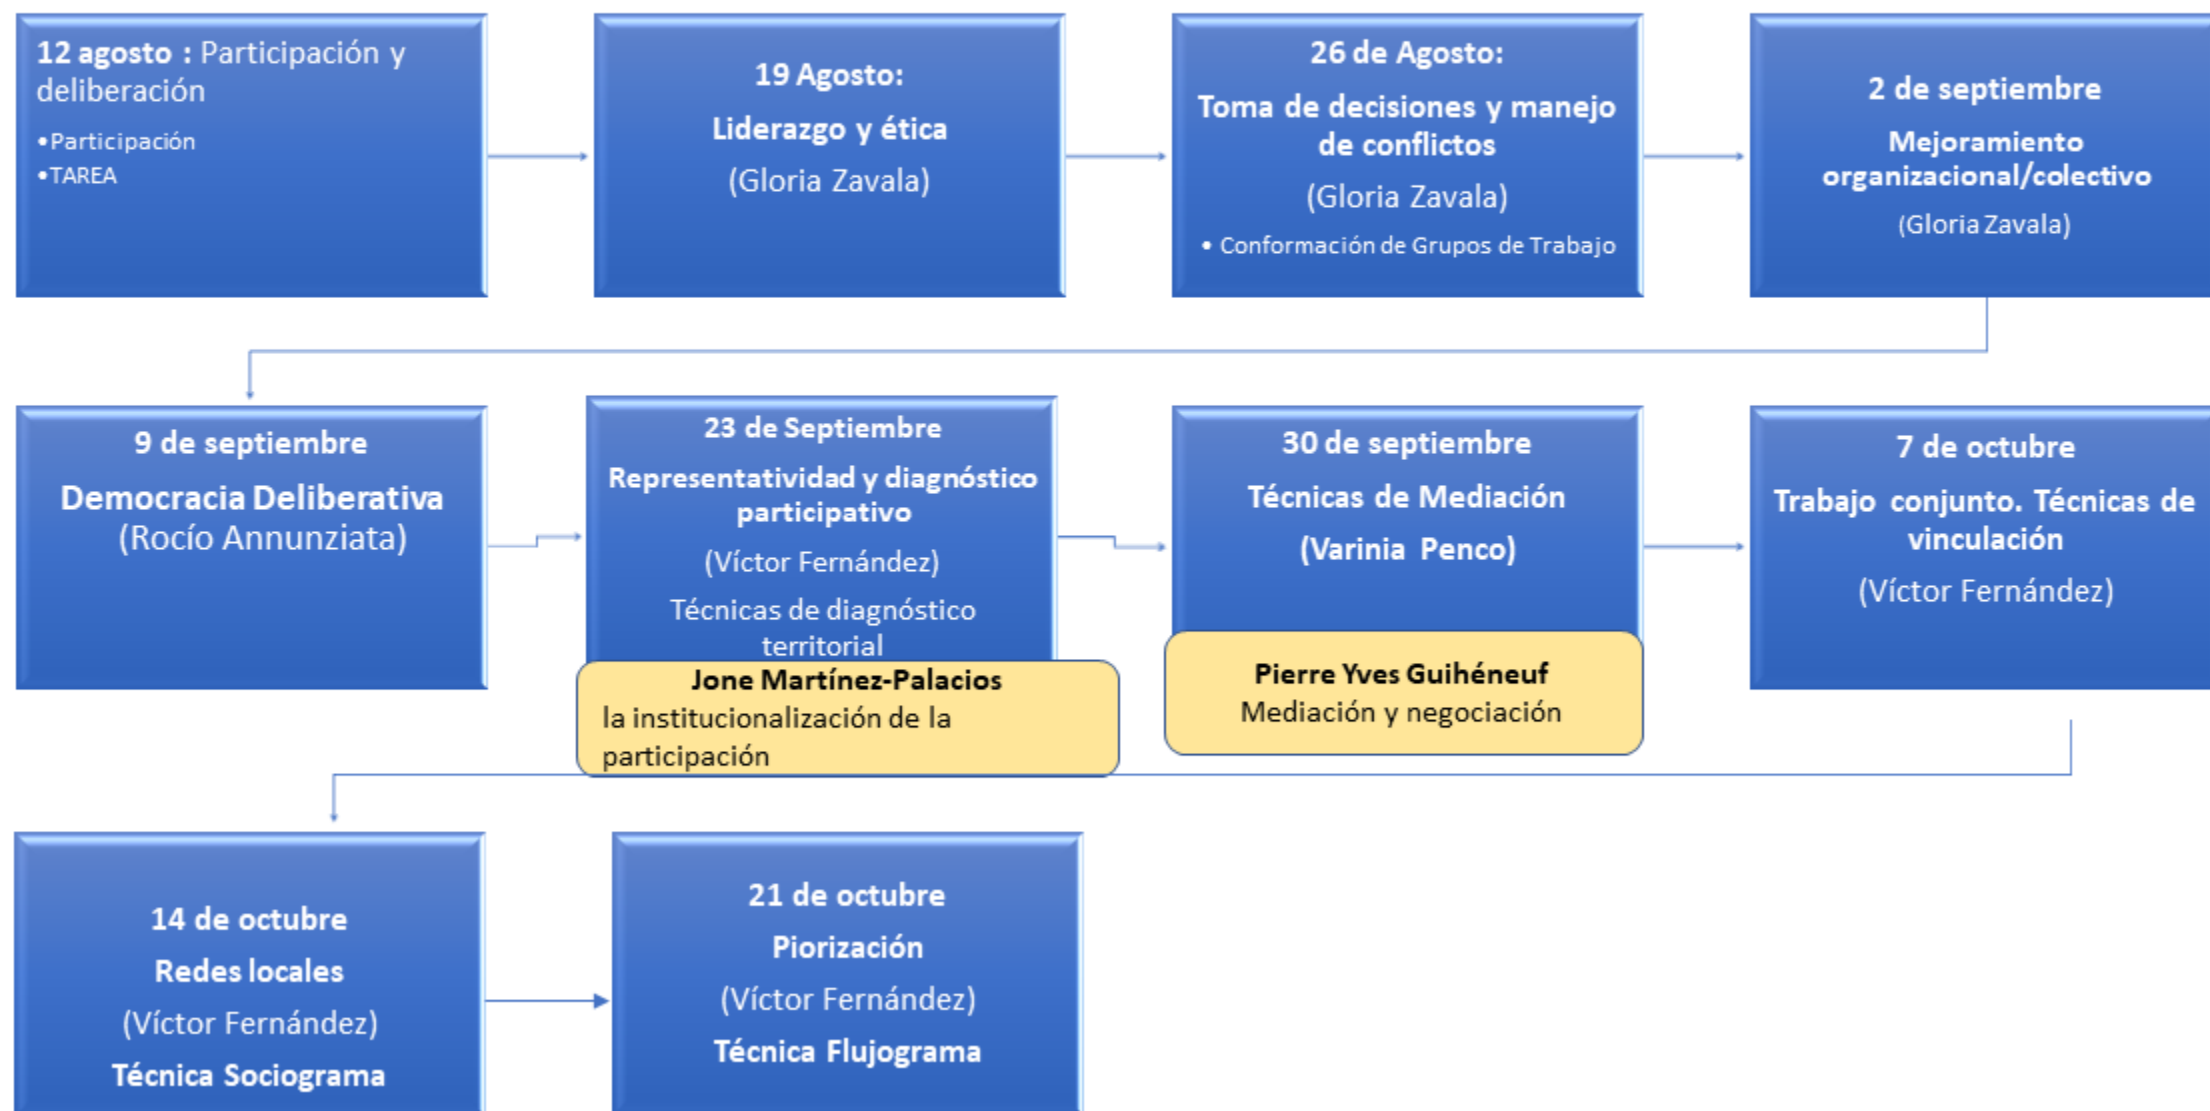 12 agosto : Participación y
deliberación
•Participación
•TAREA
19 Agosto:
Liderazgo y ética
(Gloria Zavala)
26 de Agosto:
Toma de decisiones y manejo
de conflictos
(Gloria Zavala)
• Conformación de Grupos de Trabajo
2 de septiembre
Mejoramiento
organizacional/colectivo
(Gloria Zavala)
9 de septiembre
Democracia Deliberativa
(Rocío Annunziata)
23 de Septiembre
Representatividad y diagnóstico
participativo
(Víctor Fernández)
Técnicas de diagnóstico
territorial
Jone Martínez-Palacios
la institucionalización de la
participación
30 de septiembre
Técnicas de Mediación
(Varinia Penco)
Pierre Yves Guihéneuf
Mediación y negociación
7 de octubre
Trabajo conjunto. Técnicas de
vinculación
(Víctor Fernández)
14 de octubre
Redes locales
(Víctor Fernández)
Técnica Sociograma
21 de octubre
Piorización
(Víctor Fernández)
Técnica Flujograma